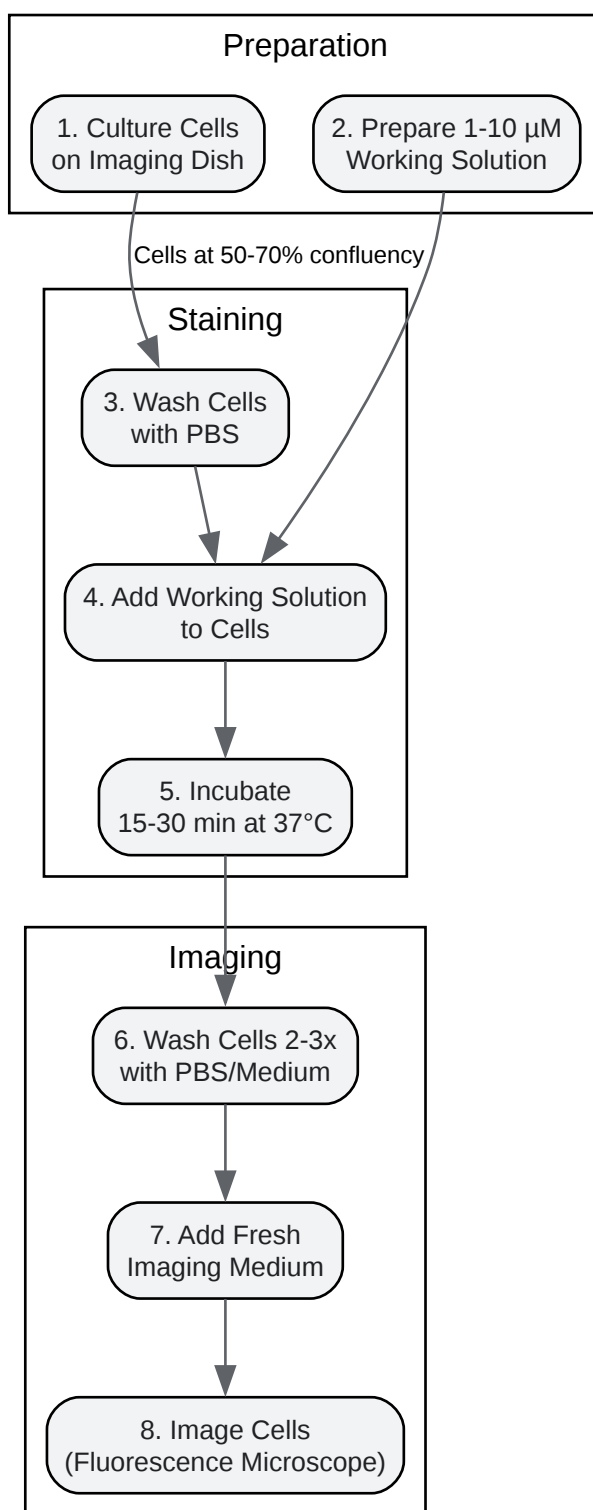 Preparation
1. Culture Cells
on Imaging Dish
2. Prepare 1-10 µM
Working Solution
Cells at 50-70% confluency
Staining
3. Wash Cells
with PBS
4. Add Working Solution
to Cells
5. Incubate
15-30 min at 37°C
Imaging
6. Wash Cells 2-3x
with PBS/Medium
7. Add Fresh
Imaging Medium
8. Image Cells
(Fluorescence Microscope)